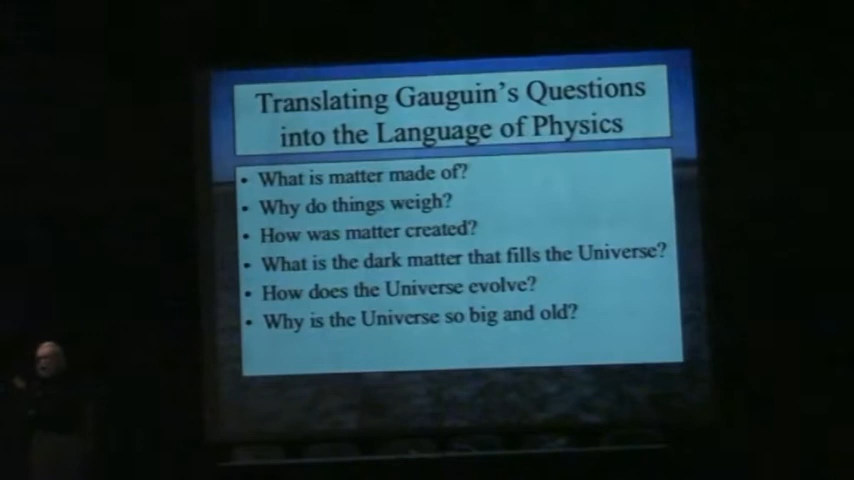 Translating Gauguin's Questions
into the Language of Physics
• What is matter made of?
• Why do things weigh?
• How was matter created?
• What is the dark matter that fills the Universe?
• How does the Universe evolve?
• Why is the Universe so big and old?